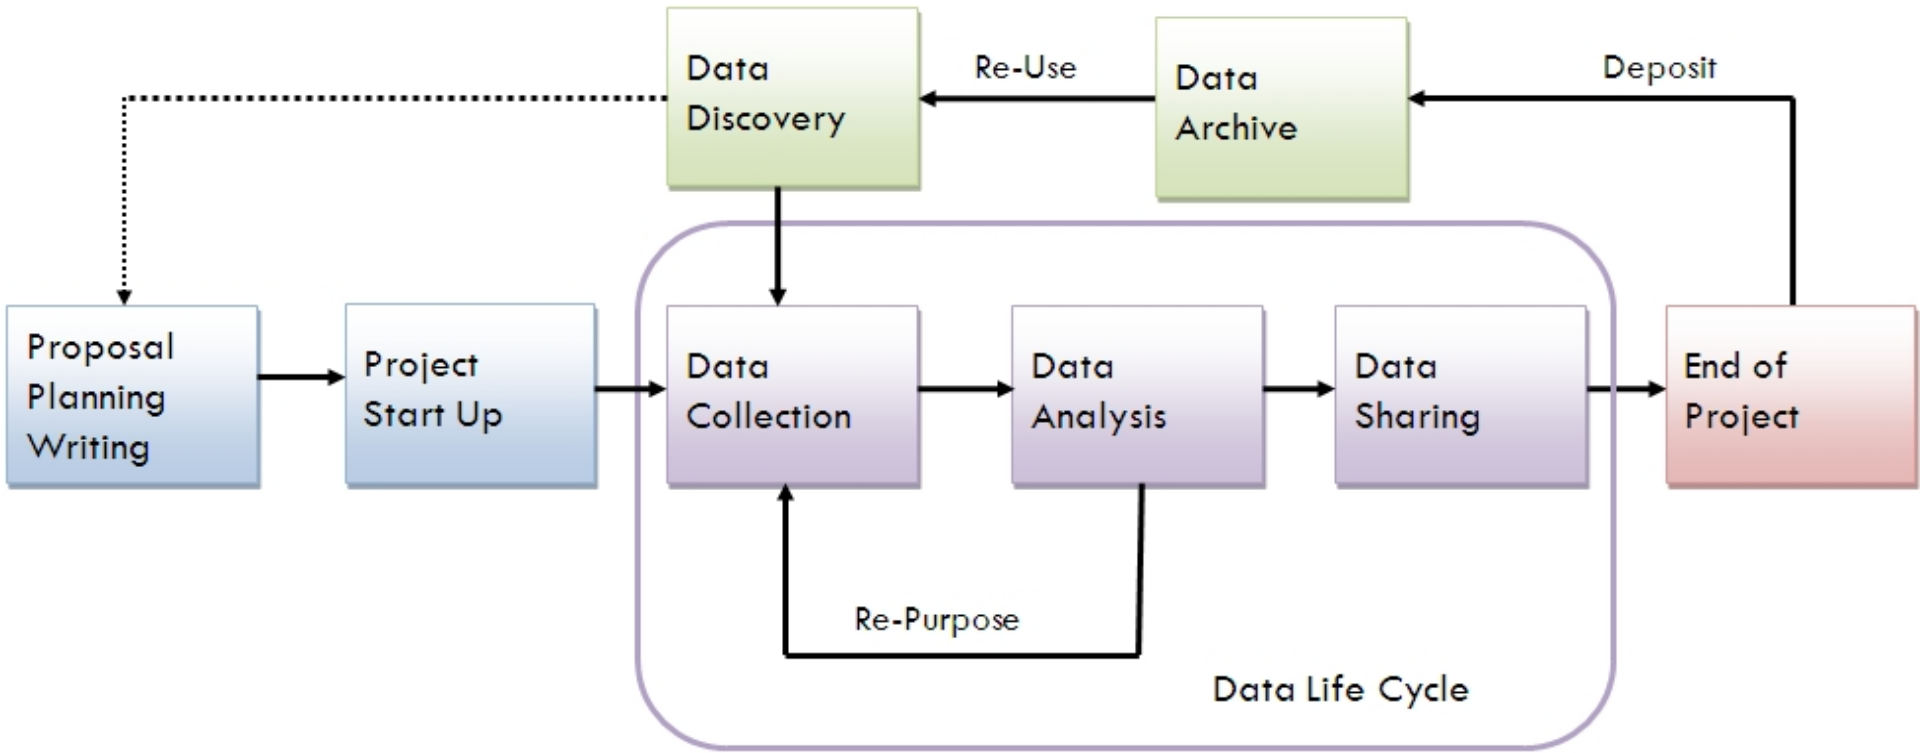 Data
Discovery
Re-Use
Data
Archive
Deposit
Proposal
Planning
Writing
Project
Start Up
Data
Collection
Data
Analysis
Data
Sharing
End of
Project
Re-Purpose
Data Life Cycle